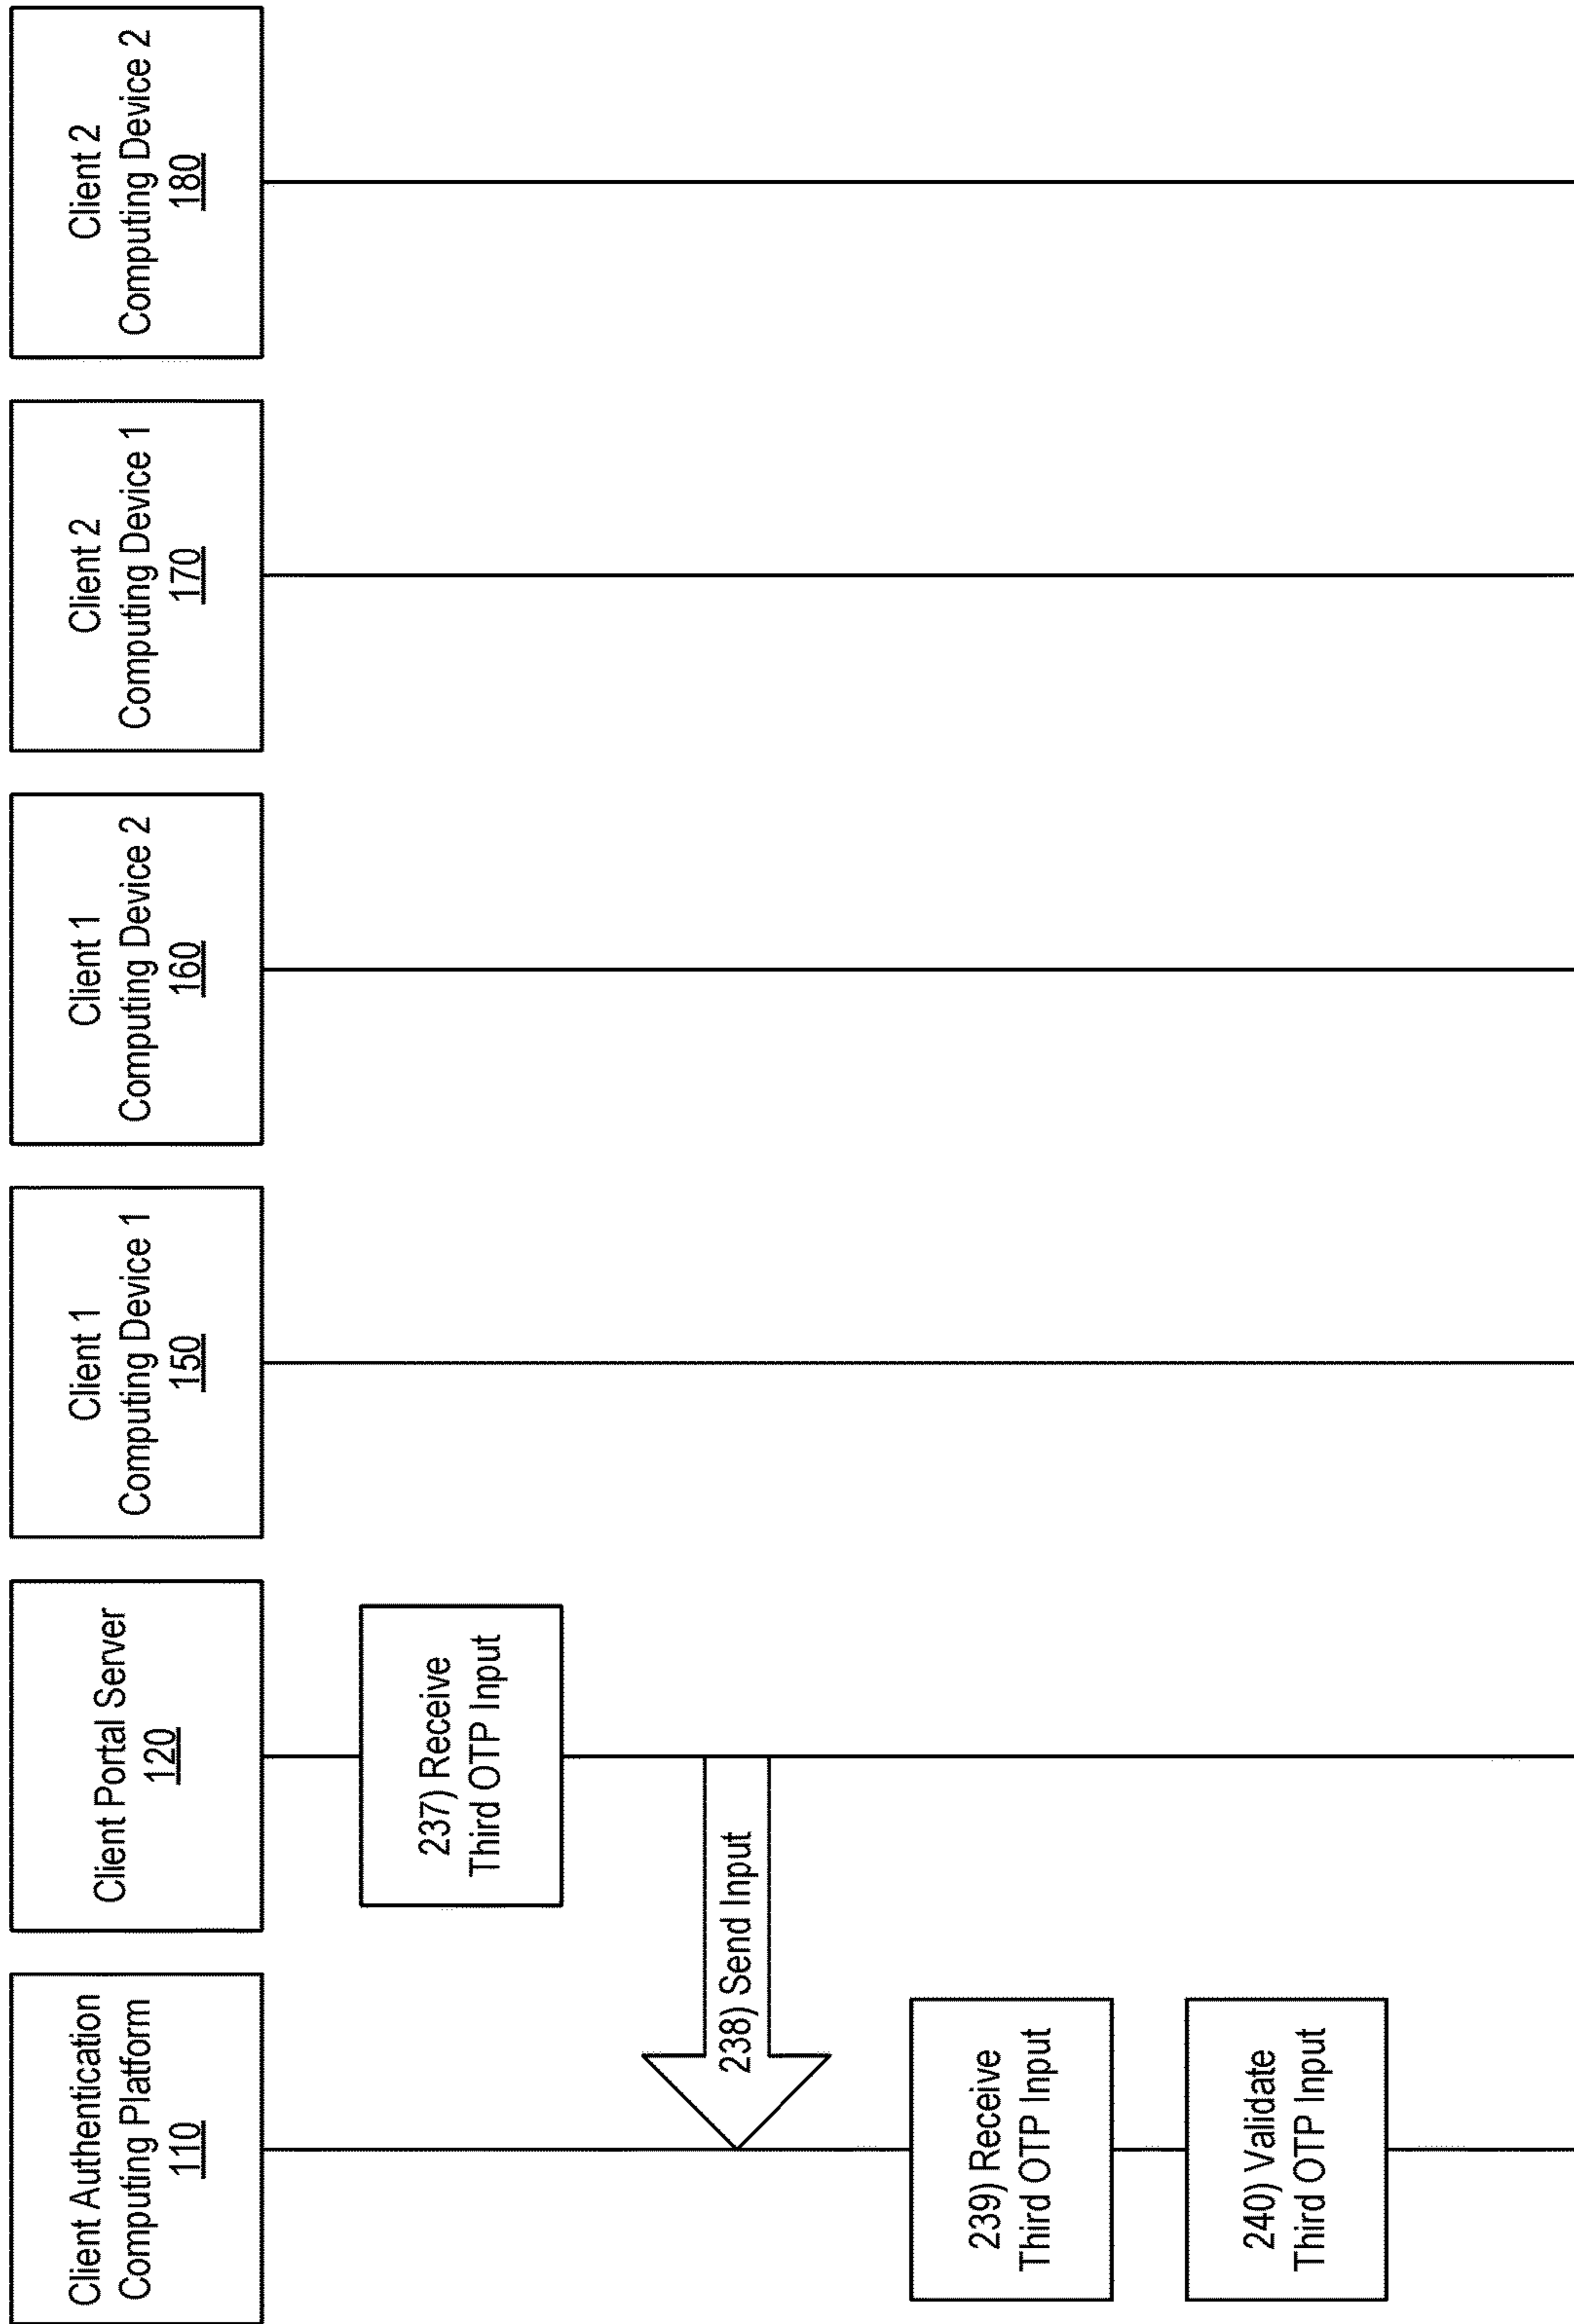 Client Authentication
Computing Platform
110
Client Portal Server
120
Client 1
Computing Device 1
150
Client 1
Computing Device 2
160
Client 2
Computing Device 1
170
Client 2
Computing Device 2
180
237) Receive
Third OTP Input
238) Send Input
239) Receive
Third OTP Input
240) Validate
Third OTP Input